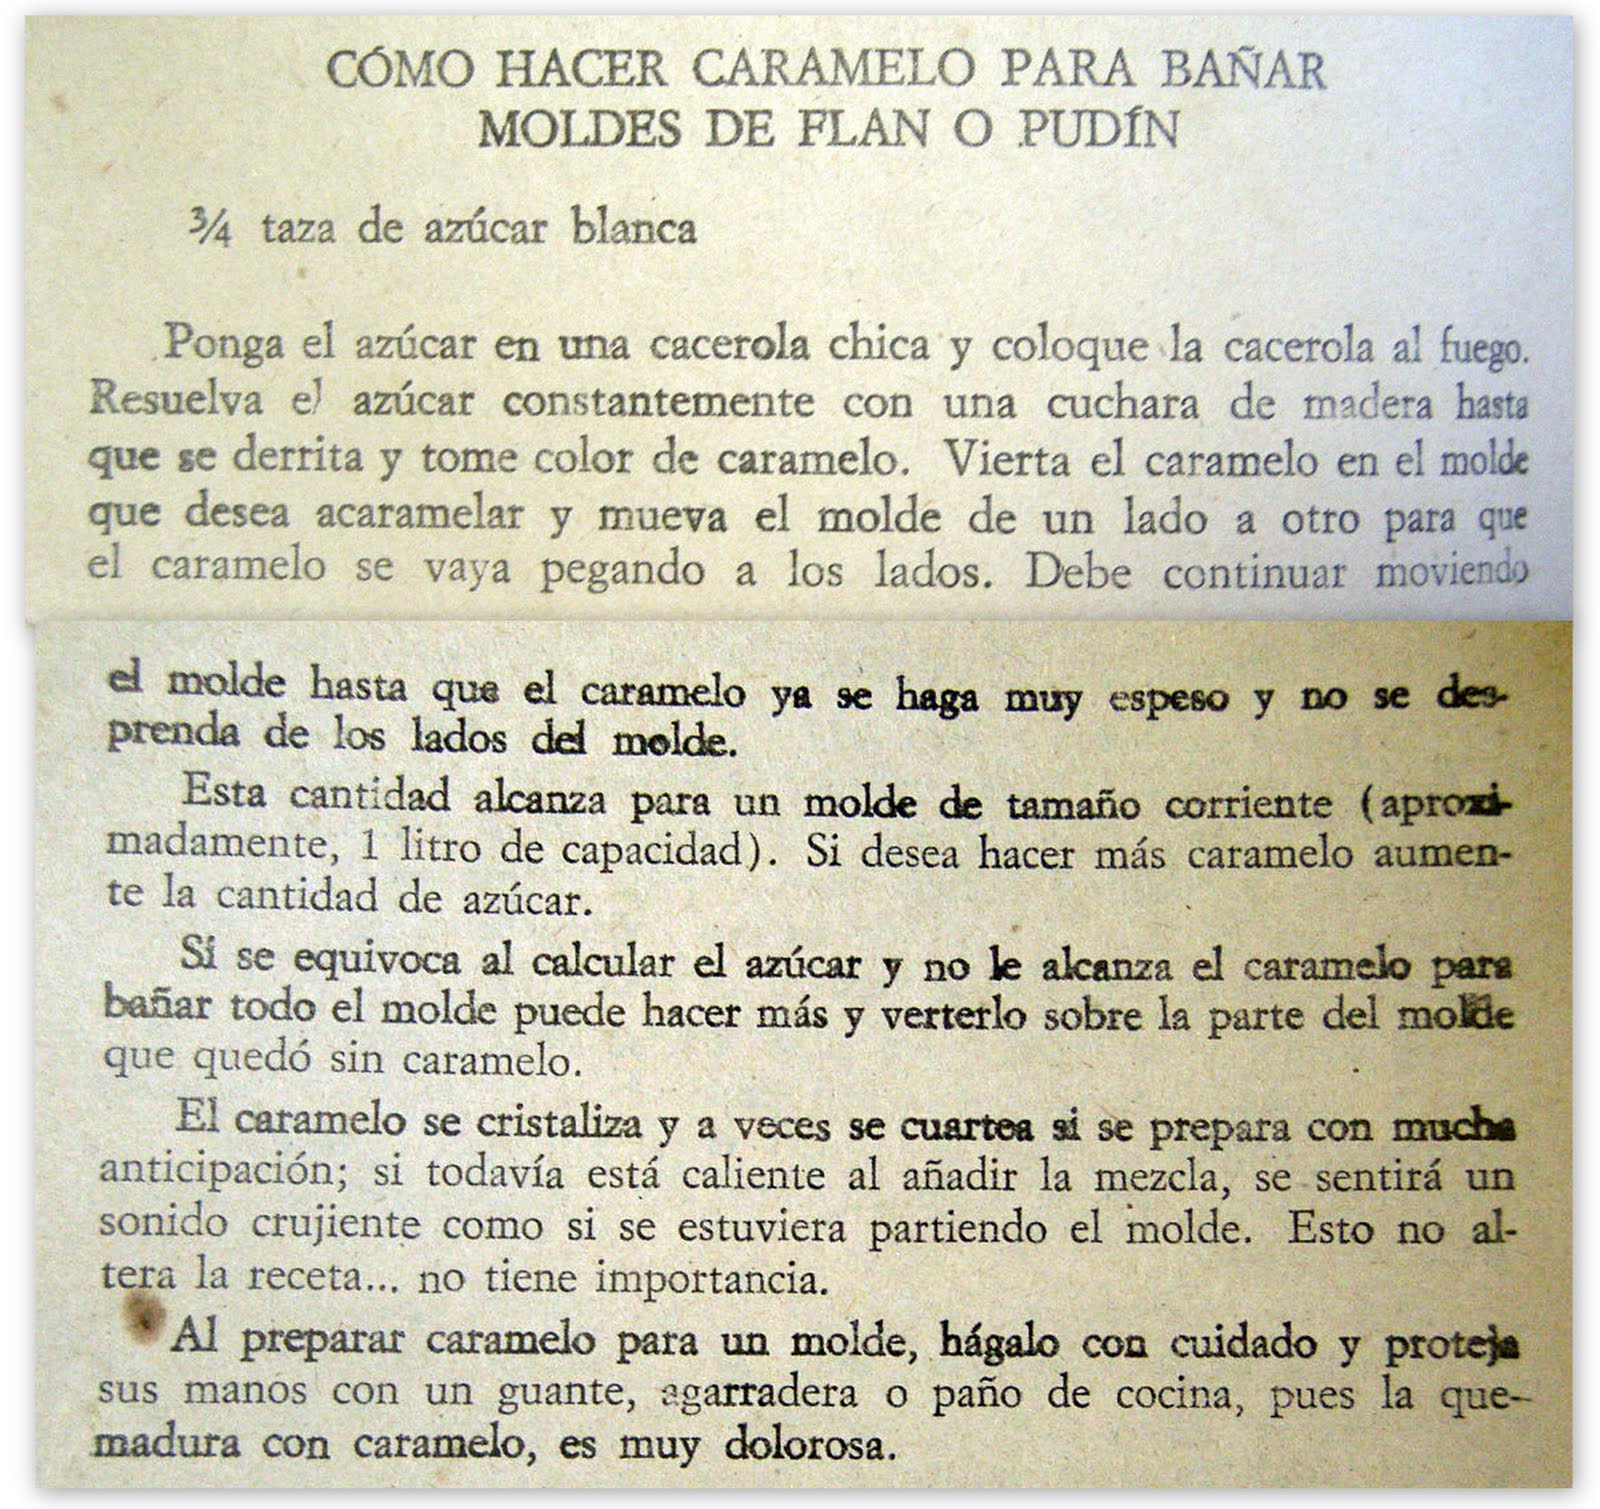 CÓMO HACER CARAMELO PARA BAÑAR
MOLDES DE FLAN O PUDÍN
¾ taza de azúcar blanca
Ponga el azúcar en una cacerola chica y coloque la cacerola al fuego.
Resuelva el azúcar constantemente con una cuchara de madera hasta
que se derrita y tome color de caramelo. Vierta el caramelo en el molde
que desea acaramelar y mueva el molde de un lado a otro para que
el caramelo se vaya pegando a los lados. Debe continuar moviendo
el molde hasta que el caramelo ya se haga muy espeso y no se des-
prenda de los lados del molde.
Esta cantidad alcanza para un molde de tamaño corriente (aproxi-
madamente, 1 litro de capacidad). Si desea hacer más caramelo aumen-
te la cantidad de azúcar.
Si se equivoca al calcular el azúcar y no le alcanza el caramelo para
bañar todo el molde puede hacer más y verterlo sobre la parte del molde
que quedó sin caramelo.
El caramelo se cristaliza y a veces se cuartea si se prepara con mucha
anticipación; si todavía está caliente al añadir la mezcla, se sentirá un
sonido crujiente como si se estuviera partiendo el molde. Esto no al-
tera la receta... no tiene importancia.
Al preparar caramelo para un molde, hágalo con cuidado y proteja
sus manos con un guante, agarradera o paño de cocina, pues la que-
madura con caramelo, es muy dolorosa.